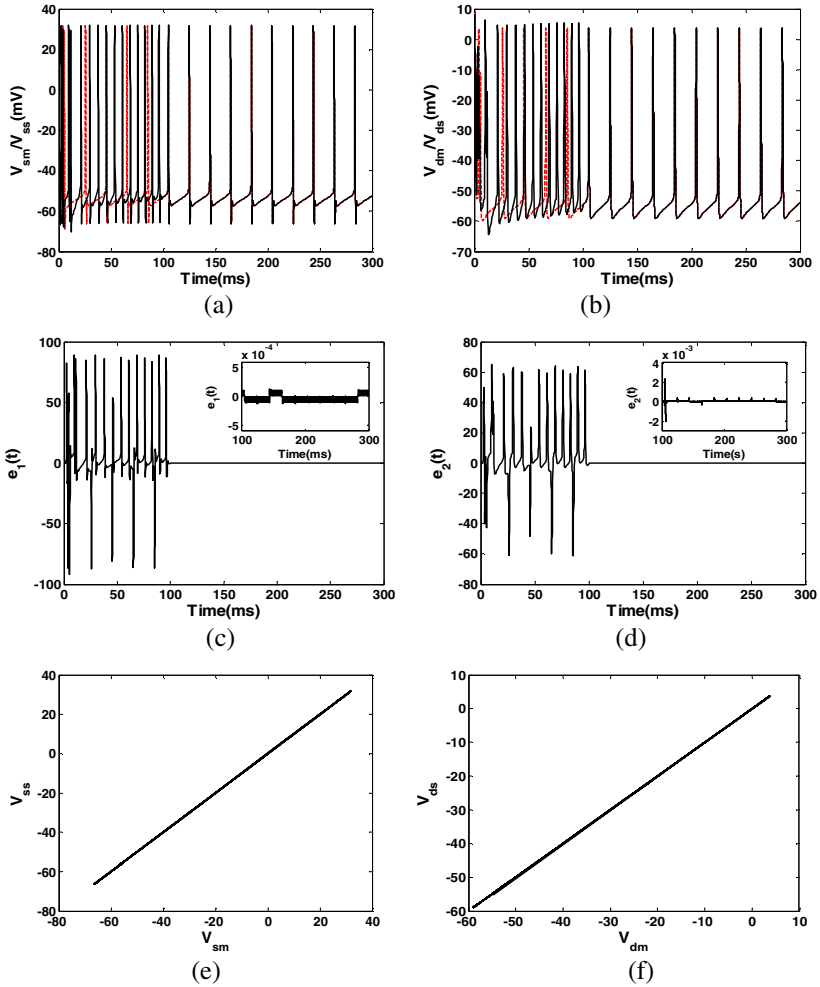 40
20
0
-20
-40
-60
-80
V_sm/V_ss(mV)
0 50 100 150 200 250 300
Time(ms)
(a)
10
0
-10
-20
-30
-40
-50
-60
-70
V_dm/V_ds(mV)
0 50 100 150 200 250 300
Time(ms)
(b)
100
50
0
-50
-100
e_1(t)
0 50 100 150 200 250 300
Time(ms)
x 10^-4
5
0
-5
e_1(t)
100 200 300
Time(ms)
(c)
80
60
40
20
0
-20
-40
-60
-80
e_2(t)
0 50 100 150 200 250 300
Time(ms)
x 10^-3
4
2
0
-2
e_2(t)
100 200 300
Time(s)
(d)
40
20
0
-20
-40
-60
-80
V_ss
-80 -60 -40 -20 0 20 40
V_sm
(e)
10
0
-10
-20
-30
-40
-50
-60
V_ds
-60 -50 -40 -30 -20 -10 0 10
V_dm
(f)